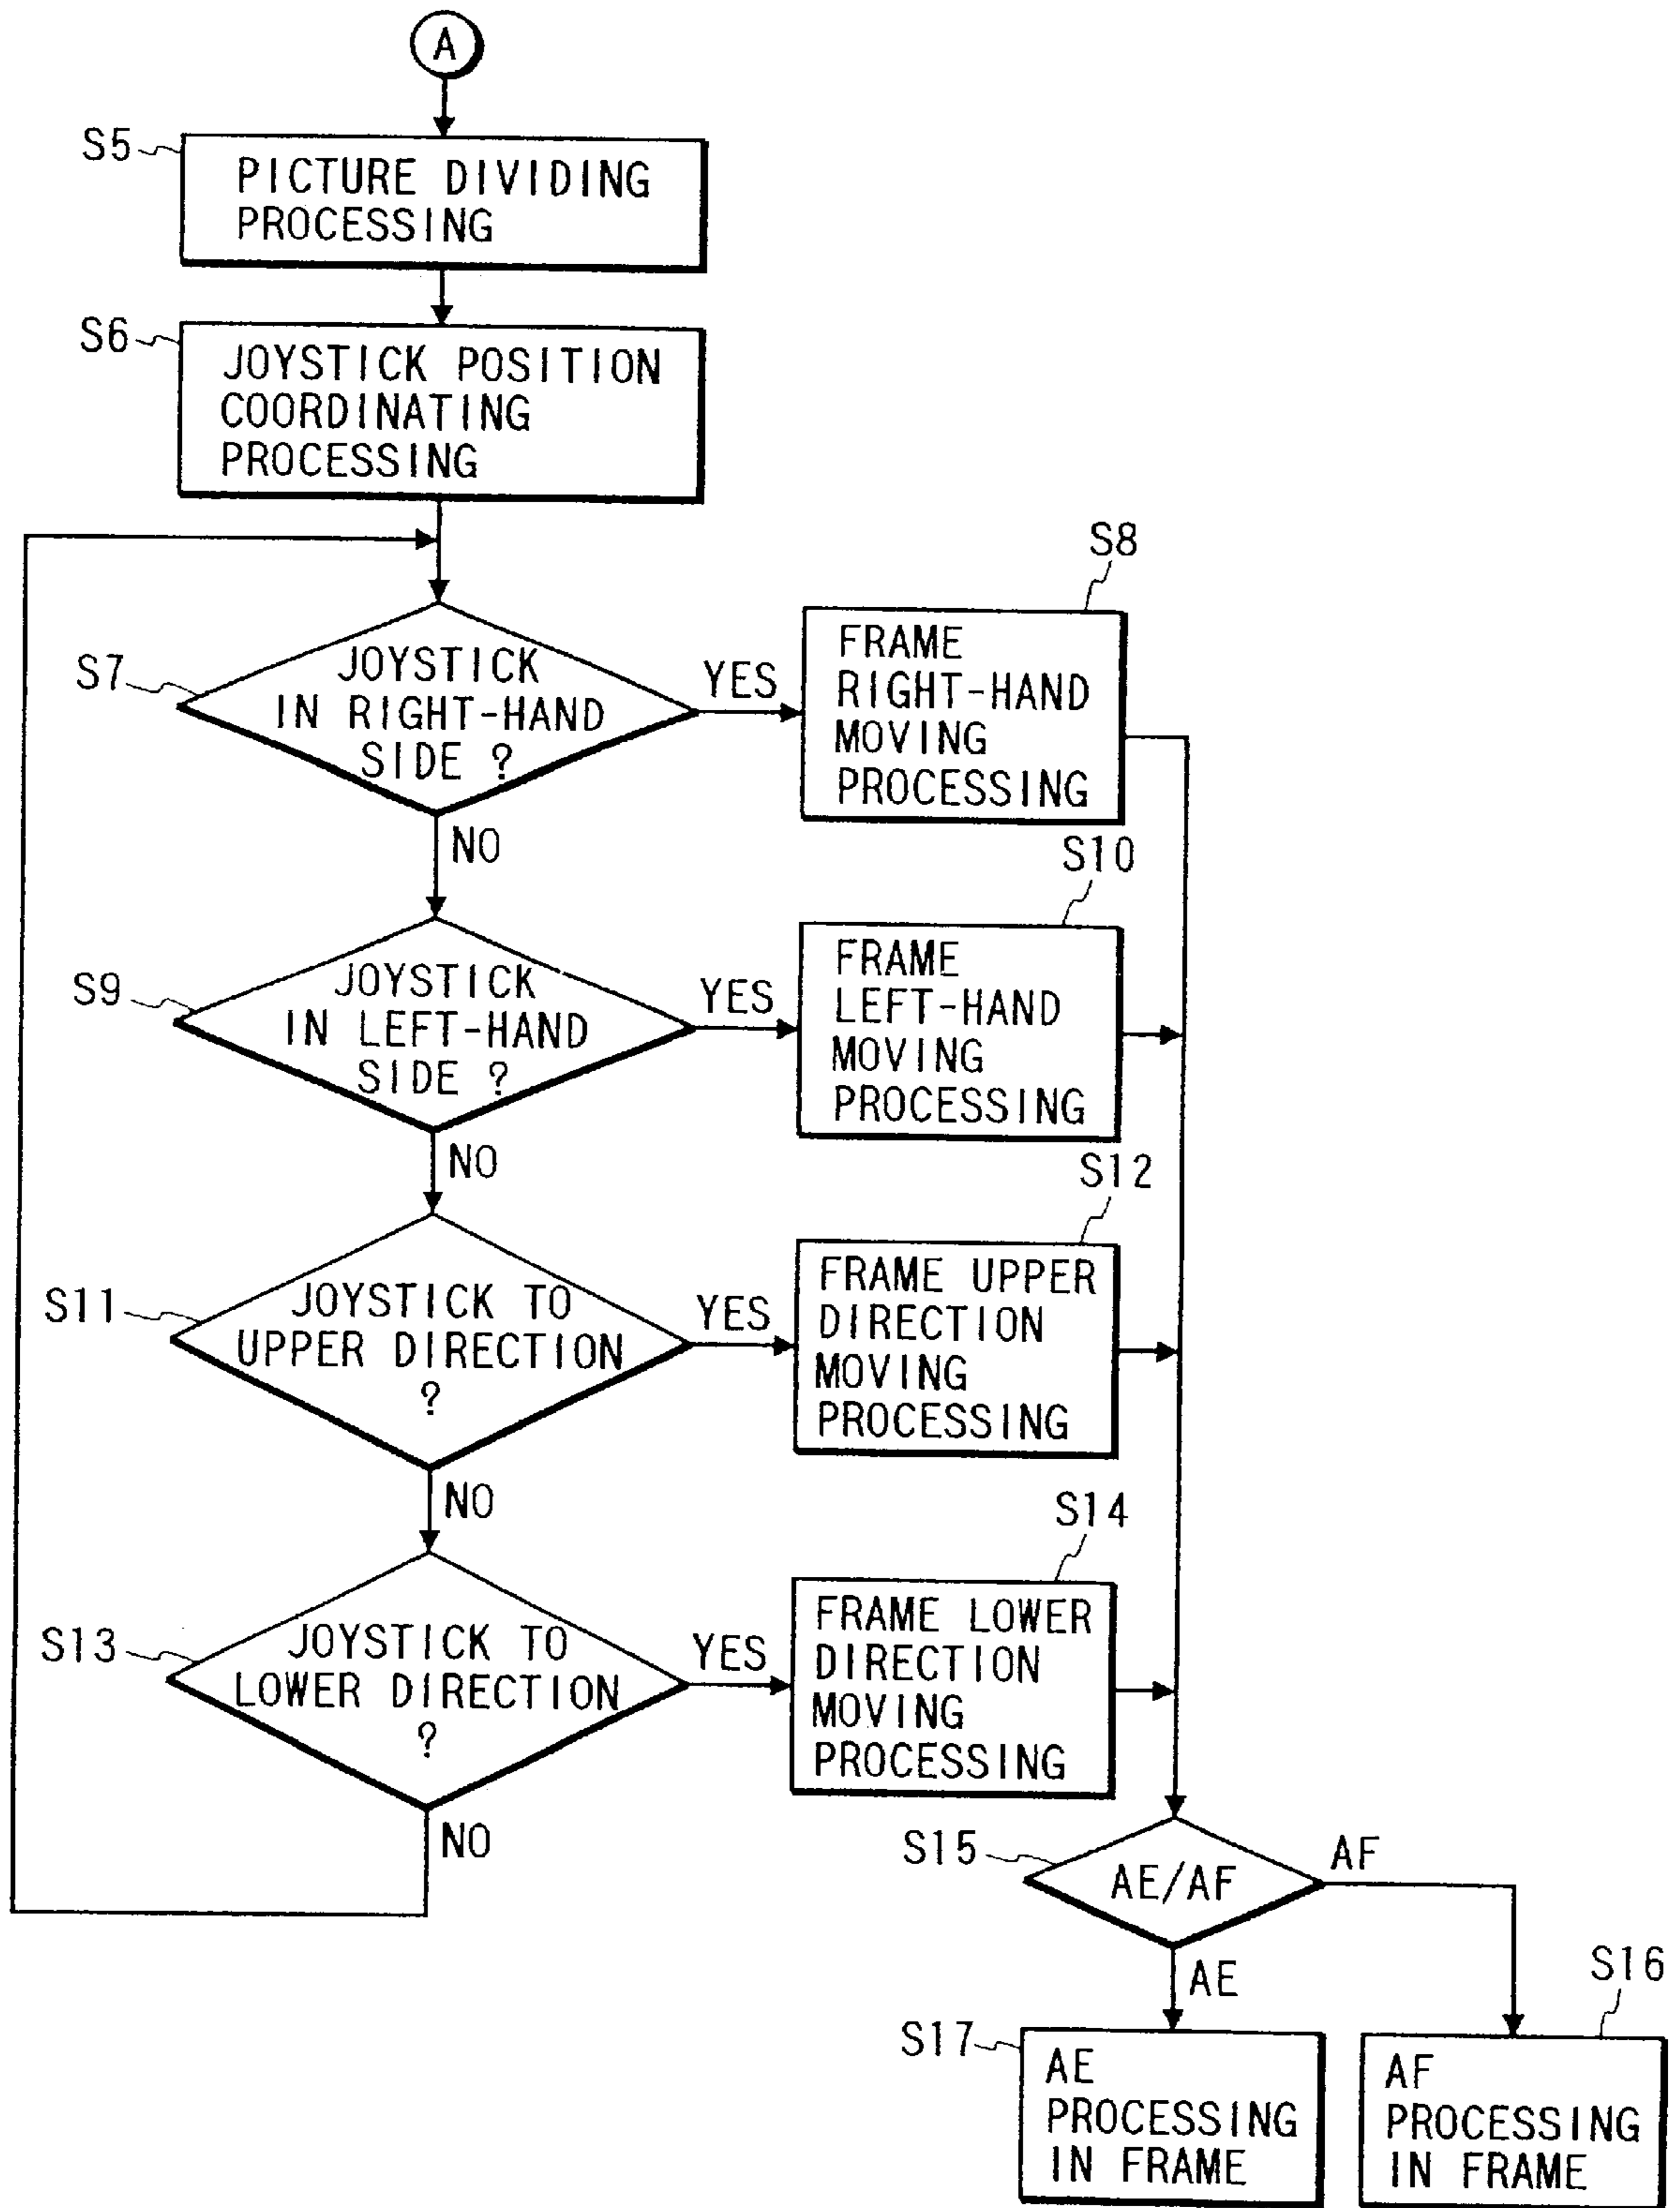 A
S5
PICTURE DIVIDING
PROCESSING
S6
JOYSTICK POSITION
COORDINATING
PROCESSING
S7
JOYSTICK
IN RIGHT-HAND
SIDE ?
YES
NO
S8
FRAME
RIGHT-HAND
MOVING
PROCESSING
S9
JOYSTICK
IN LEFT-HAND
SIDE ?
YES
NO
S10
FRAME
LEFT-HAND
MOVING
PROCESSING
S11
JOYSTICK TO
UPPER DIRECTION
?
YES
NO
S12
FRAME UPPER
DIRECTION
MOVING
PROCESSING
S13
JOYSTICK TO
LOWER DIRECTION
?
YES
NO
S14
FRAME LOWER
DIRECTION
MOVING
PROCESSING
S15
AE/AF
AF
AE
S17
AE
PROCESSING
IN FRAME
S16
AF
PROCESSING
IN FRAME